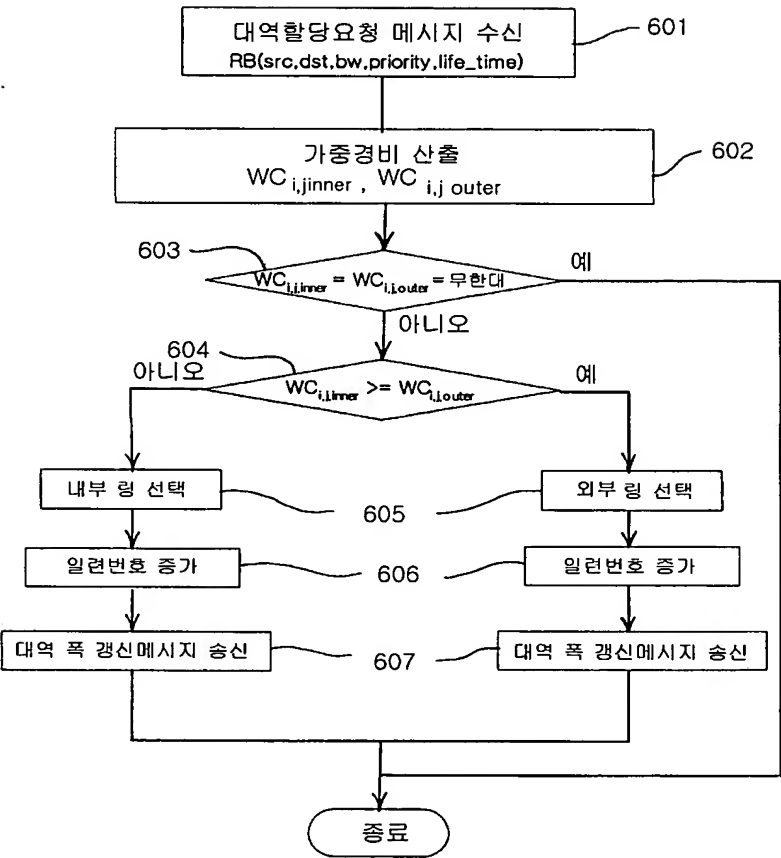 대역할당요청 메시지 수신
RB(src,dst,bw,priority,life_time)
601
가중경비 산출
WC i,jinner , WC i,j outer
602
603
WCi,j,inner = WCi,j,outer = 무한대
예
아니오
604
아니오
WCi,j,inner >= WCi,j,outer
예
내부 링 선택
605
외부 링 선택
일련번호 증가
606
일련번호 증가
대역 폭 갱신메시지 송신
607
대역 폭 갱신메시지 송신
종료